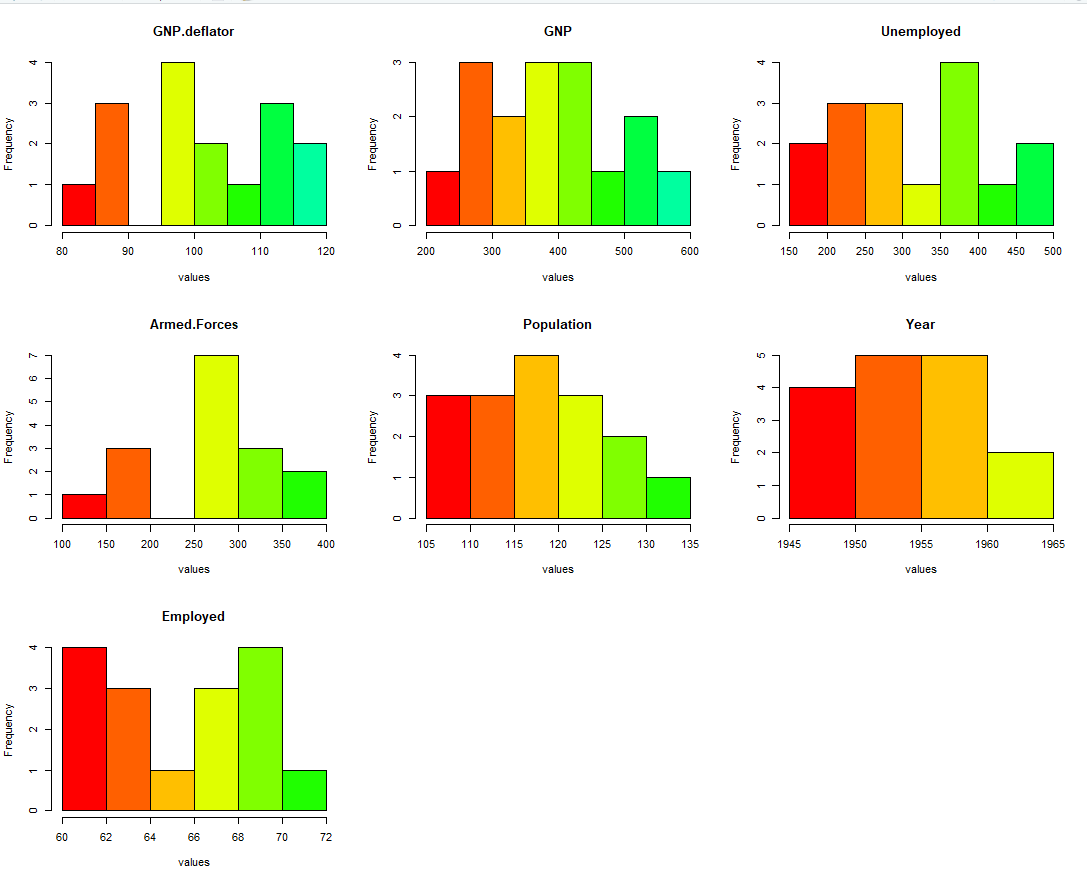 GNP.deflator
Frequency
0 1 2 3 4
80 90 100 110 120
values
GNP
Frequency
0 1 2 3
200 300 400 500 600
values
Unemployed
Frequency
0 1 2 3 4
150 200 250 300 350 400 450 500
values
Armed.Forces
Frequency
0 1 2 3 4 5 6 7
100 150 200 250 300 350 400
values
Population
Frequency
0 1 2 3 4
105 110 115 120 125 130 135
values
Year
Frequency
0 1 2 3 4 5
1945 1950 1955 1960 1965
values
Employed
Frequency
0 1 2 3 4
60 62 64 66 68 70 72
values